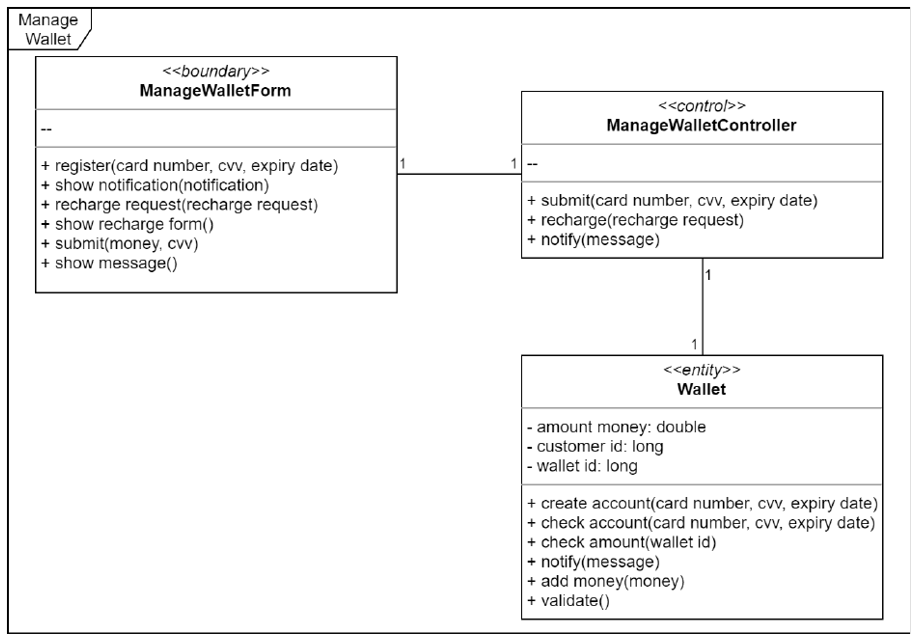 Manage
Wallet
<<boundary>>
ManageWalletForm
--
+ register(card number, cvv, expiry date)
+ show notification(notification)
+ recharge request(recharge request)
+ show recharge form()
+ submit(money, cvv)
+ show message()
1
1
<<control>>
ManageWalletController
--
+ submit(card number, cvv, expiry date)
+ recharge(recharge request)
+ notify(message)
1
1
<<entity>>
Wallet
- amount money: double
- customer id: long
- wallet id: long
+ create account(card number, cvv, expiry date)
+ check account(card number, cvv, expiry date)
+ check amount(wallet id)
+ notify(message)
+ add money(money)
+ validate()